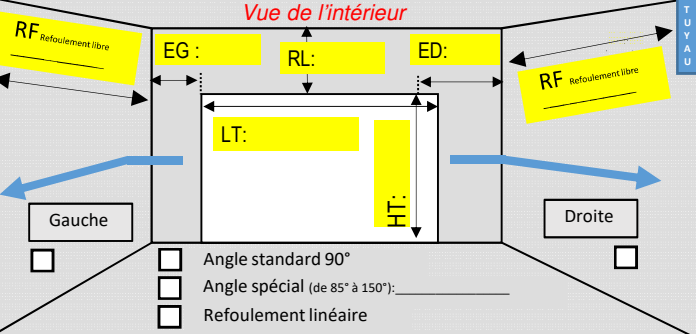 Vue de l'intérieur
RF Refoulement libre
EG :
RL:
ED:
RF Refoulement libre
TUYAU
LT:
HT:
Gauche
Droite
Angle standard 90°
Angle spécial (de 85° à 150°):
Refoulement linéaire